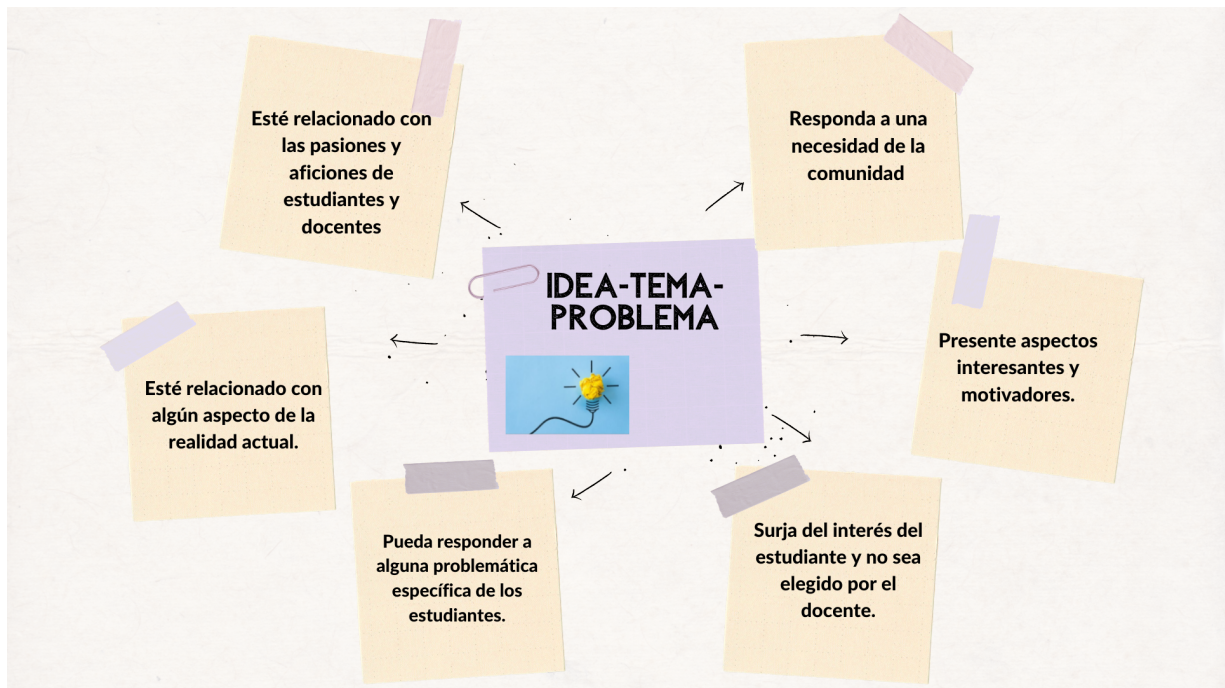 Esté relacionado con
las pasiones y
aficiones de
estudiantes y
docentes
Responda a una
necesidad de la
comunidad
IDEA-TEMA-
PROBLEMA
Presente aspectos
interesantes y
motivadores.
Esté relacionado con
algún aspecto de la
realidad actual.
Pueda responder a
alguna problemática
específica de los
estudiantes.
Surja del interés del
estudiante y no sea
elegido por el
docente.